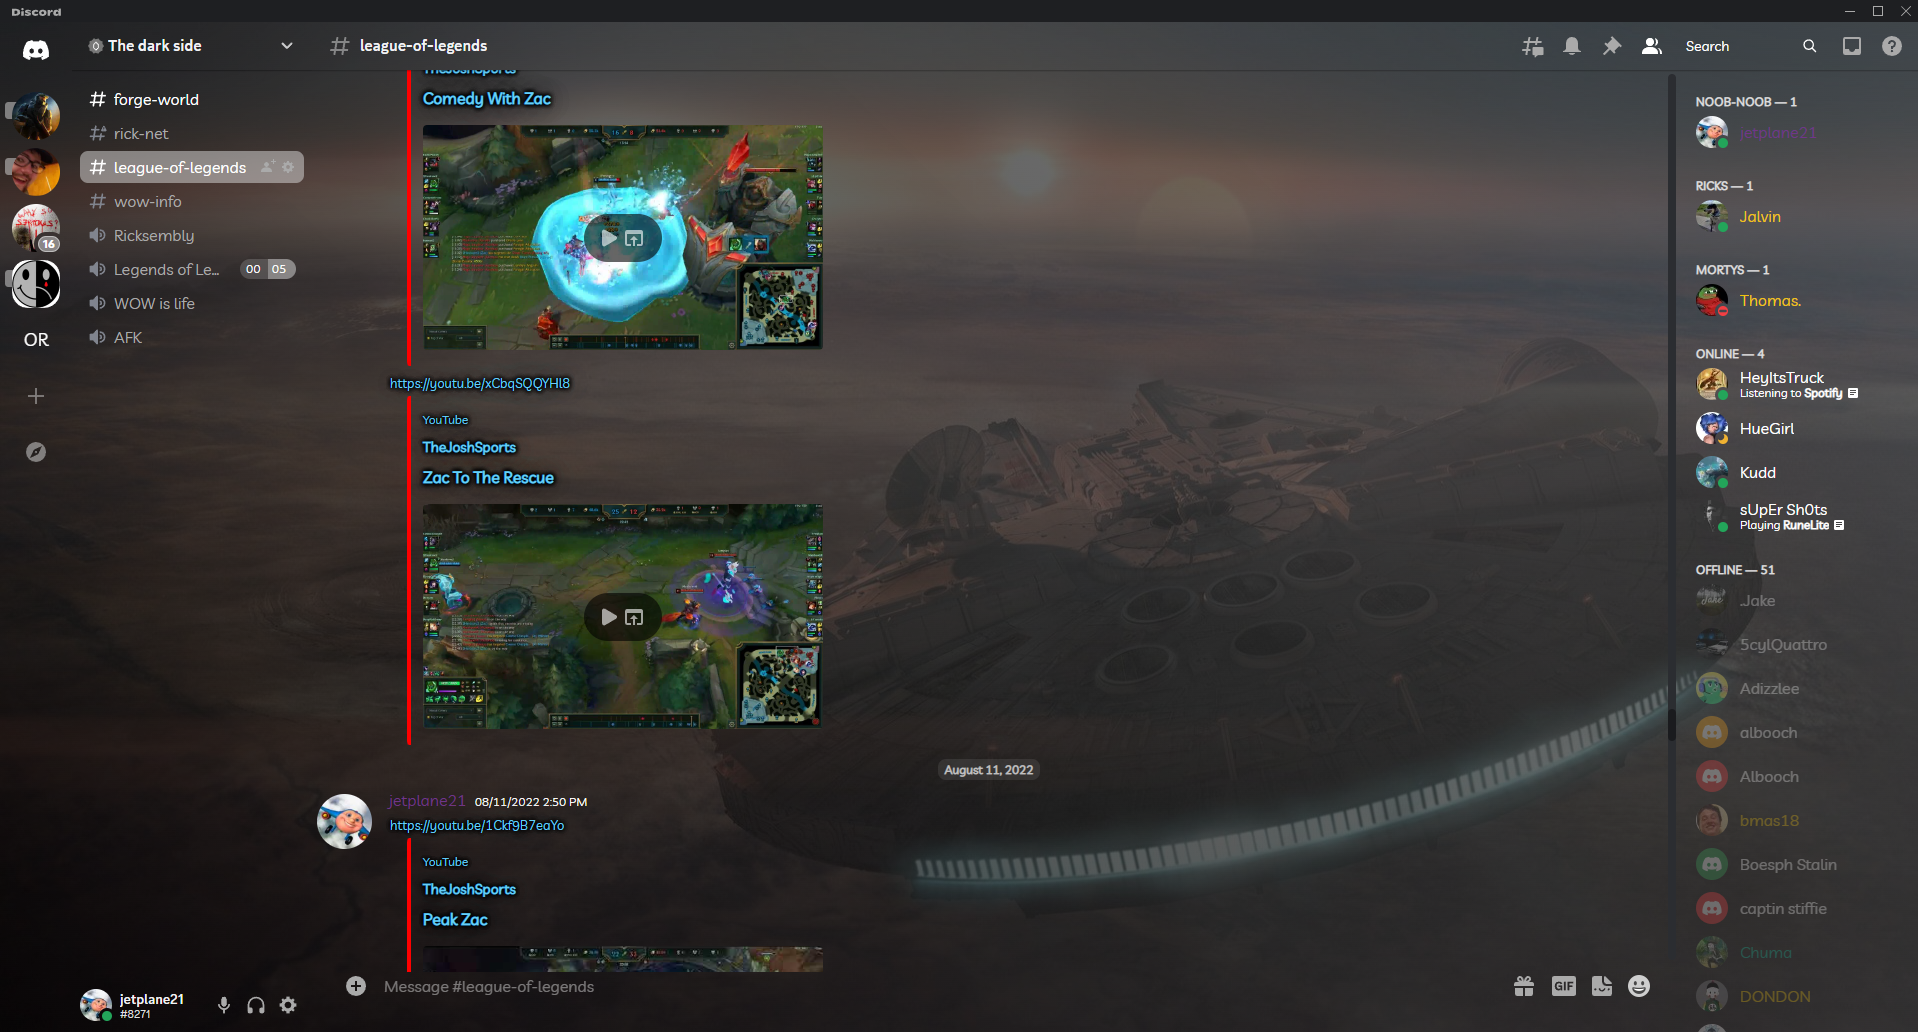 Discord
The dark side
league-of-legends
Search
forge-world
rick-net
league-of-legends
wow-info
Ricksembly
Legends of Le...
00 05
WOW is life
AFK
16
OR
TheJoshSports
Comedy With Zac
https://youtu.be/xCbqSQQYHl8
YouTube
TheJoshSports
Zac To The Rescue
August 11, 2022
jetplane21 08/11/2022 2:50 PM
https://youtu.be/1Ckf9B7eaYo
YouTube
TheJoshSports
Peak Zac
Message #league-of-legends
GIF
jetplane21
#8271
NOOB-NOOB — 1
jetplane21
RICKS — 1
Jalvin
MORTYS — 1
Thomas.
ONLINE — 4
HeyItsTruck
Listening to Spotify
HueGirl
Kudd
sUpEr Sh0ts
Playing RuneLite
OFFLINE — 51
.Jake
5cylQuattro
Adizzlee
albooch
Albooch
bmas18
Boesph Stalin
captin stiffie
Chuma
DONDON